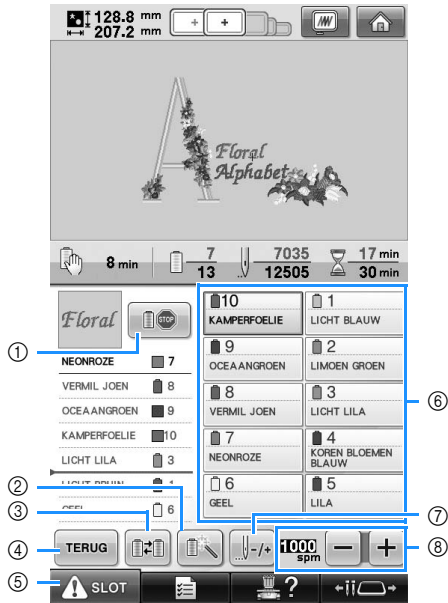 128.8 mm
207.2 mm
Floral
Alphabet
8 min
7
13
7035
12505
17 min
30 min
Floral
STOP
NEONROZE 7
VERMIL JOEN 8
OCEAANGROEN 9
KAMPERFOELIE 10
LICHT LILA 3
6
10
KAMPERFOELIE
1
LICHT BLAUW
9
OCEAANGROEN
2
LIMOEN GROEN
8
VERMIL JOEN
3
LICHT LILA
7
NEONROZE
4
KOREN BLOEMEN
BLAUW
6
GEEL
5
LILA
TERUG
-/+
1000
spm
− +
SLOT
?
①
②
③
④
⑤
⑥
⑦
⑧